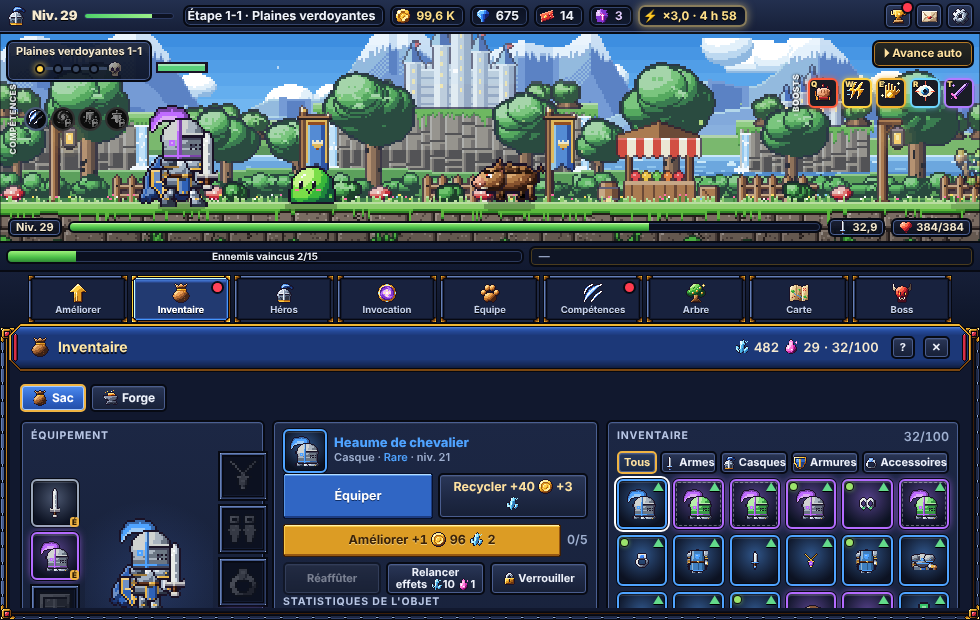 Niv. 29
Étape 1-1 · Plaines verdoyantes
99,6 K
675
14
3
×3,0 · 4 h 58
Plaines verdoyantes 1-1
Avance auto
COMPÉTENCES
BOOSTS
Niv. 29
32,9
384/384
Ennemis vaincus 2/15
—
Améliorer
Inventaire
Héros
Invocation
Equipe
Compétences
Arbre
Carte
Boss
Inventaire
482
29 · 32/100
?
×
Sac
Forge
ÉQUIPEMENT
E
E
Heaume de chevalier
Casque · Rare · niv. 21
Équiper
Recycler +40 +3
Améliorer +1 96 2
0/5
Réaffûter
Relancer
effets 10 1
Verrouiller
STATISTIQUES DE L'OBJET
INVENTAIRE
32/100
Tous
Armes
Casques
Armures
Accessoires